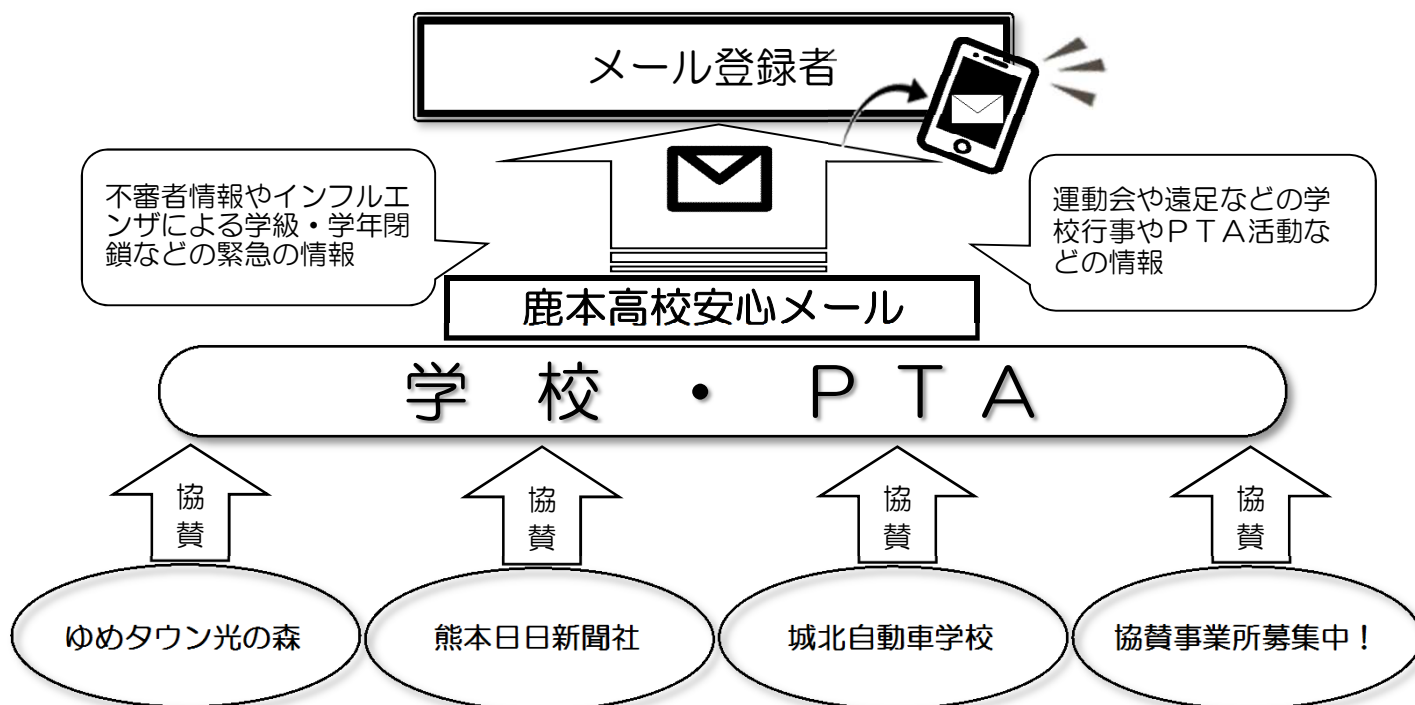 メール登録者
不審者情報やインフルエ
ンザによる学級・学年閉
鎖などの緊急の情報
運動会や遠足などの学
校行事やＰＴＡ活動な
どの情報
鹿本高校安心メール
学校・ＰＴＡ
協
賛
協
賛
協
賛
協
賛
ゆめタウン光の森
熊本日日新聞社
城北自動車学校
協賛事業所募集中！